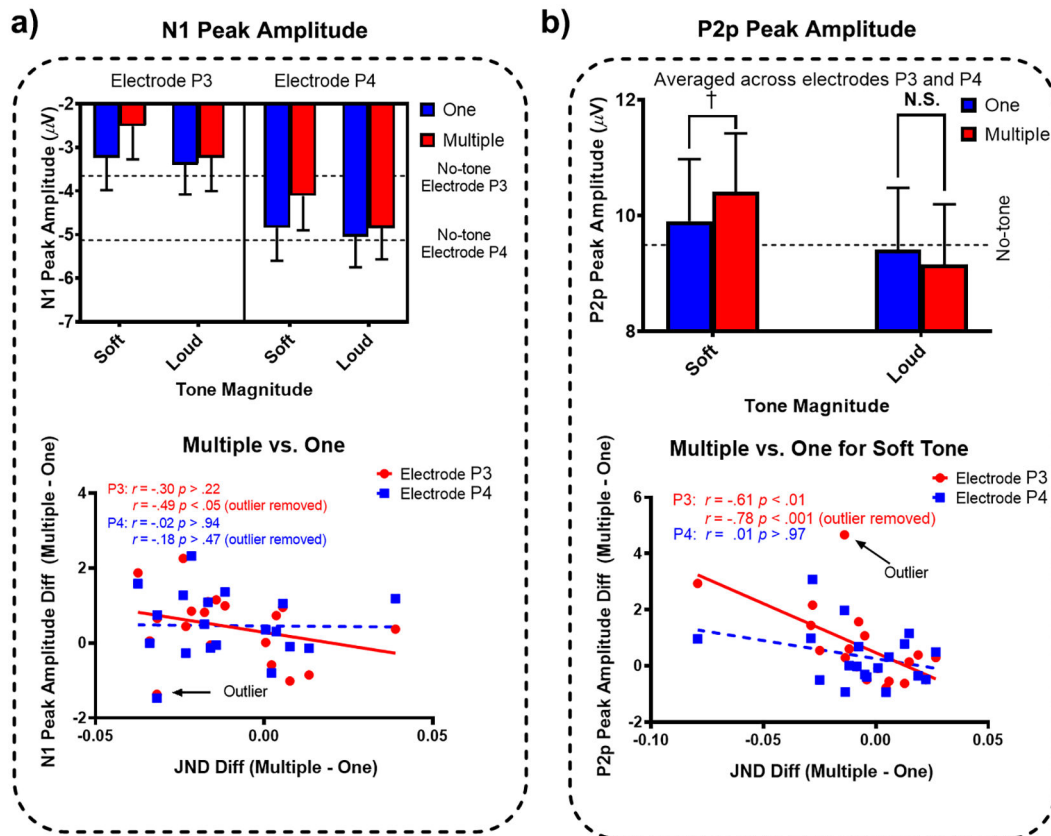 a)
N1 Peak Amplitude
Electrode P3
Electrode P4
One
Multiple
-2
-3
-4
-5
-6
-7
N1 Peak Amplitude (μV)
No-tone
Electrode P3
No-tone
Electrode P4
Soft
Loud
Soft
Loud
Tone Magnitude
Multiple vs. One
Electrode P3
Electrode P4
P3: r = -.30 p > .22
r = -.49 p < .05 (outlier removed)
P4: r = -.02 p > .94
r = -.18 p > .47 (outlier removed)
Outlier
4
2
0
-2
-0.05
0.00
0.05
N1 Peak Amplitude Diff (Multiple - One)
JND Diff (Multiple - One)
b)
P2p Peak Amplitude
Averaged across electrodes P3 and P4
†
N.S.
One
Multiple
12
10
8
P2p Peak Amplitude (μV)
No-tone
Soft
Loud
Tone Magnitude
Multiple vs. One for Soft Tone
Electrode P3
Electrode P4
P3: r = -.61 p < .01
r = -.78 p < .001 (outlier removed)
P4: r = .01 p > .97
Outlier
6
4
2
0
-2
-0.10
-0.05
0.00
0.05
P2p Peak Amplitude Diff (Multiple - One)
JND Diff (Multiple - One)